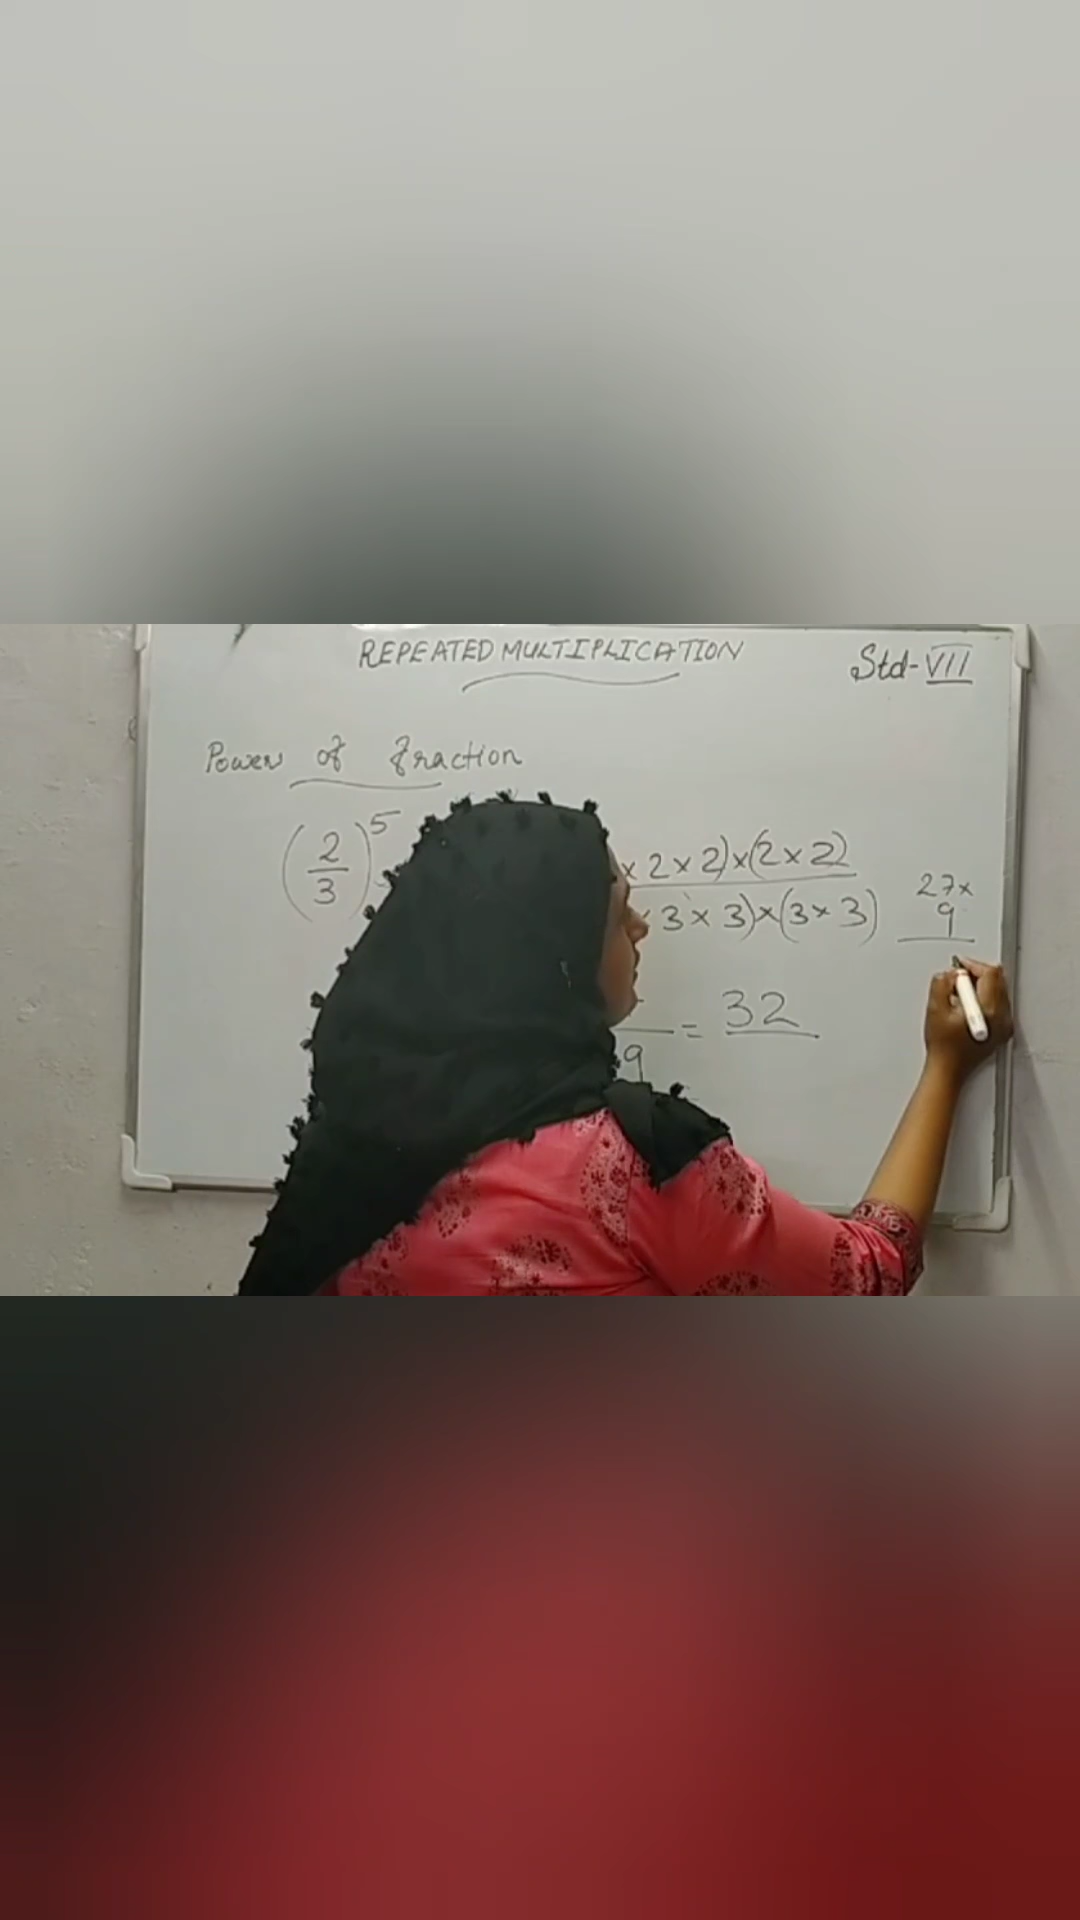 REPEATED MULTIPLICATION
Std-VII
Power of fraction
(2/3)^5
× 2 × 2)×(2×2)
3 × 3)×(3×3)
27×
9
9 = 32